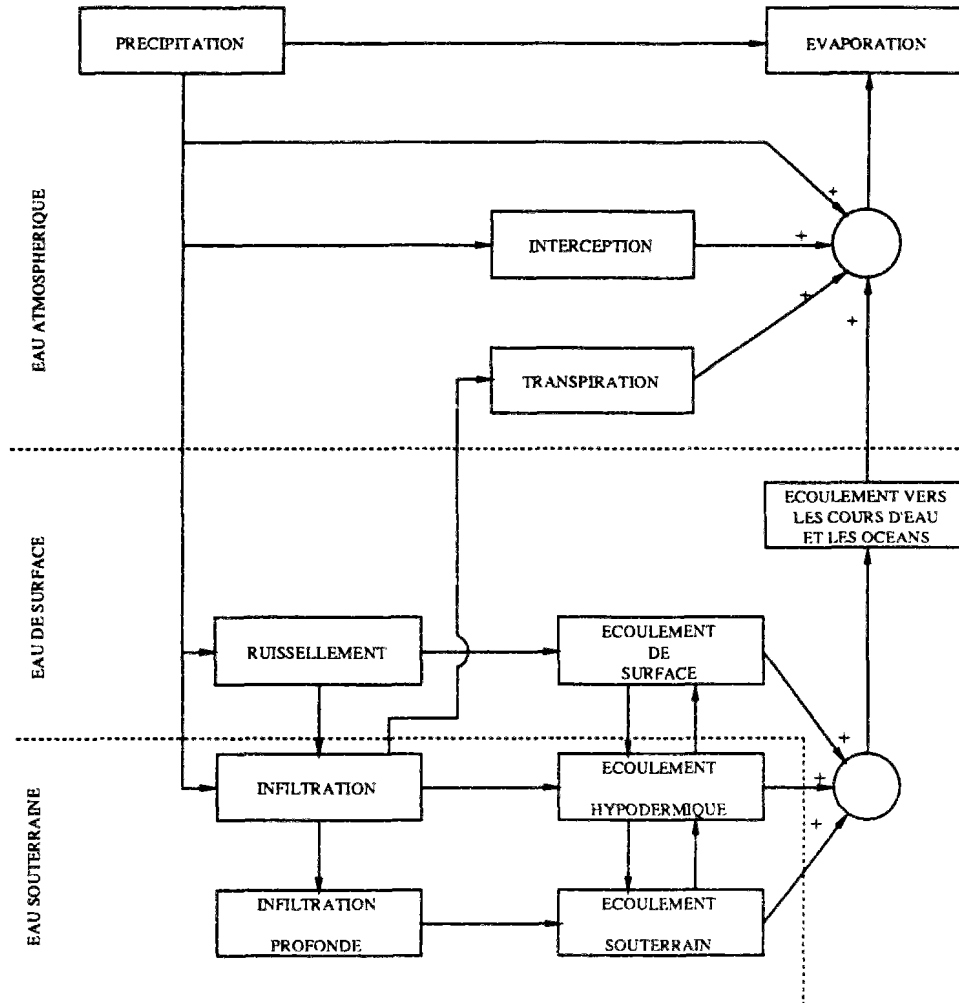 PRECIPITATION
EVAPORATION
EAU ATMOSPHERIQUE
+
+
INTERCEPTION
+
+
TRANSPIRATION
ECOULEMENT VERS
LES COURS D'EAU
ET LES OCEANS
EAU DE SURFACE
RUISSELLEMENT
ECOULEMENT
DE
SURFACE
+
INFILTRATION
ECOULEMENT
HYPODERMIQUE
+
+
EAU SOUTERRAINE
INFILTRATION
PROFONDE
ECOULEMENT
SOUTERRAIN